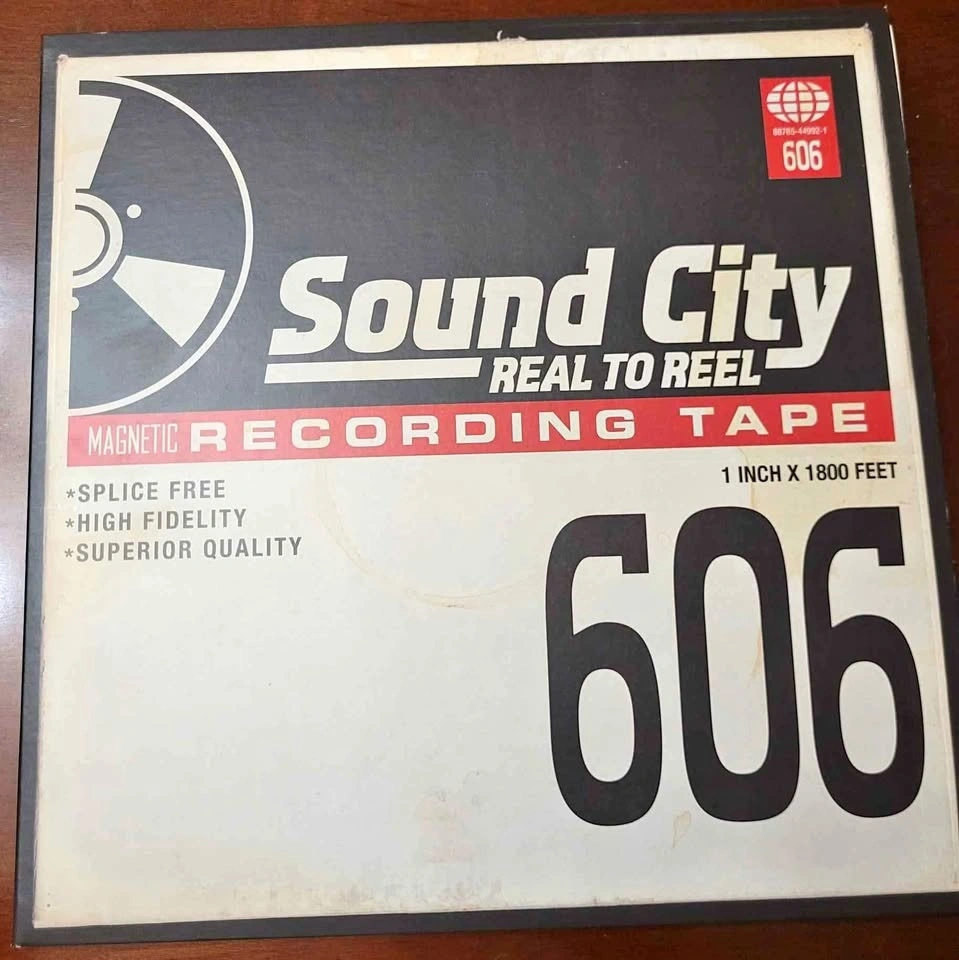 88765-44992-1
606
Sound City
REAL TO REEL
MAGNETIC RECORDING TAPE
1 INCH X 1800 FEET
*SPLICE FREE
*HIGH FIDELITY
*SUPERIOR QUALITY
606